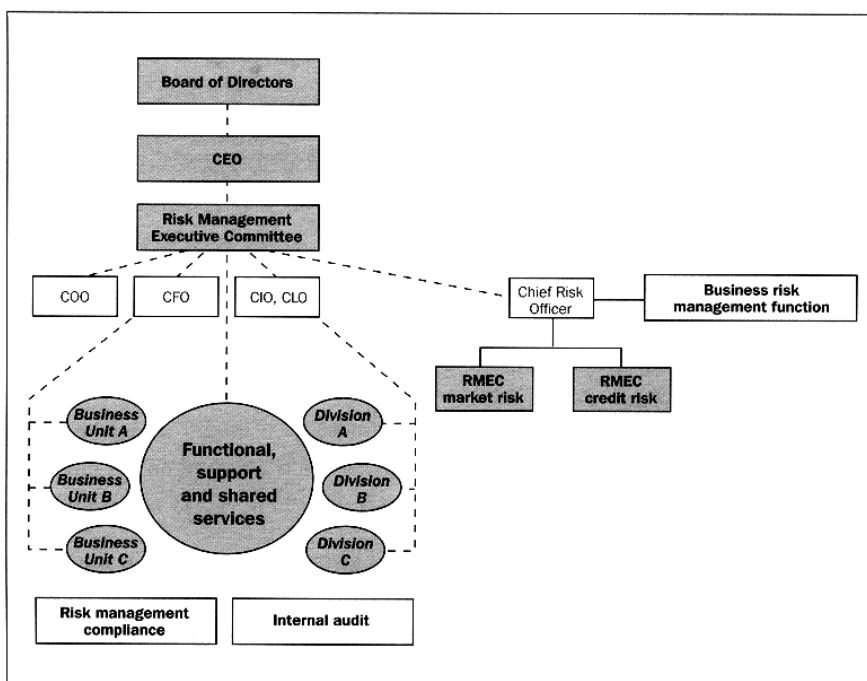 Board of Directors
CEO
Risk Management
Executive Committee
COO
CFO
CIO, CLO
Chief Risk
Officer
Business risk
management function
RMEC
market risk
RMEC
credit risk
Business
Unit A
Business
Unit B
Business
Unit C
Functional,
support
and shared
services
Division
A
Division
B
Division
C
Risk management
compliance
Internal audit